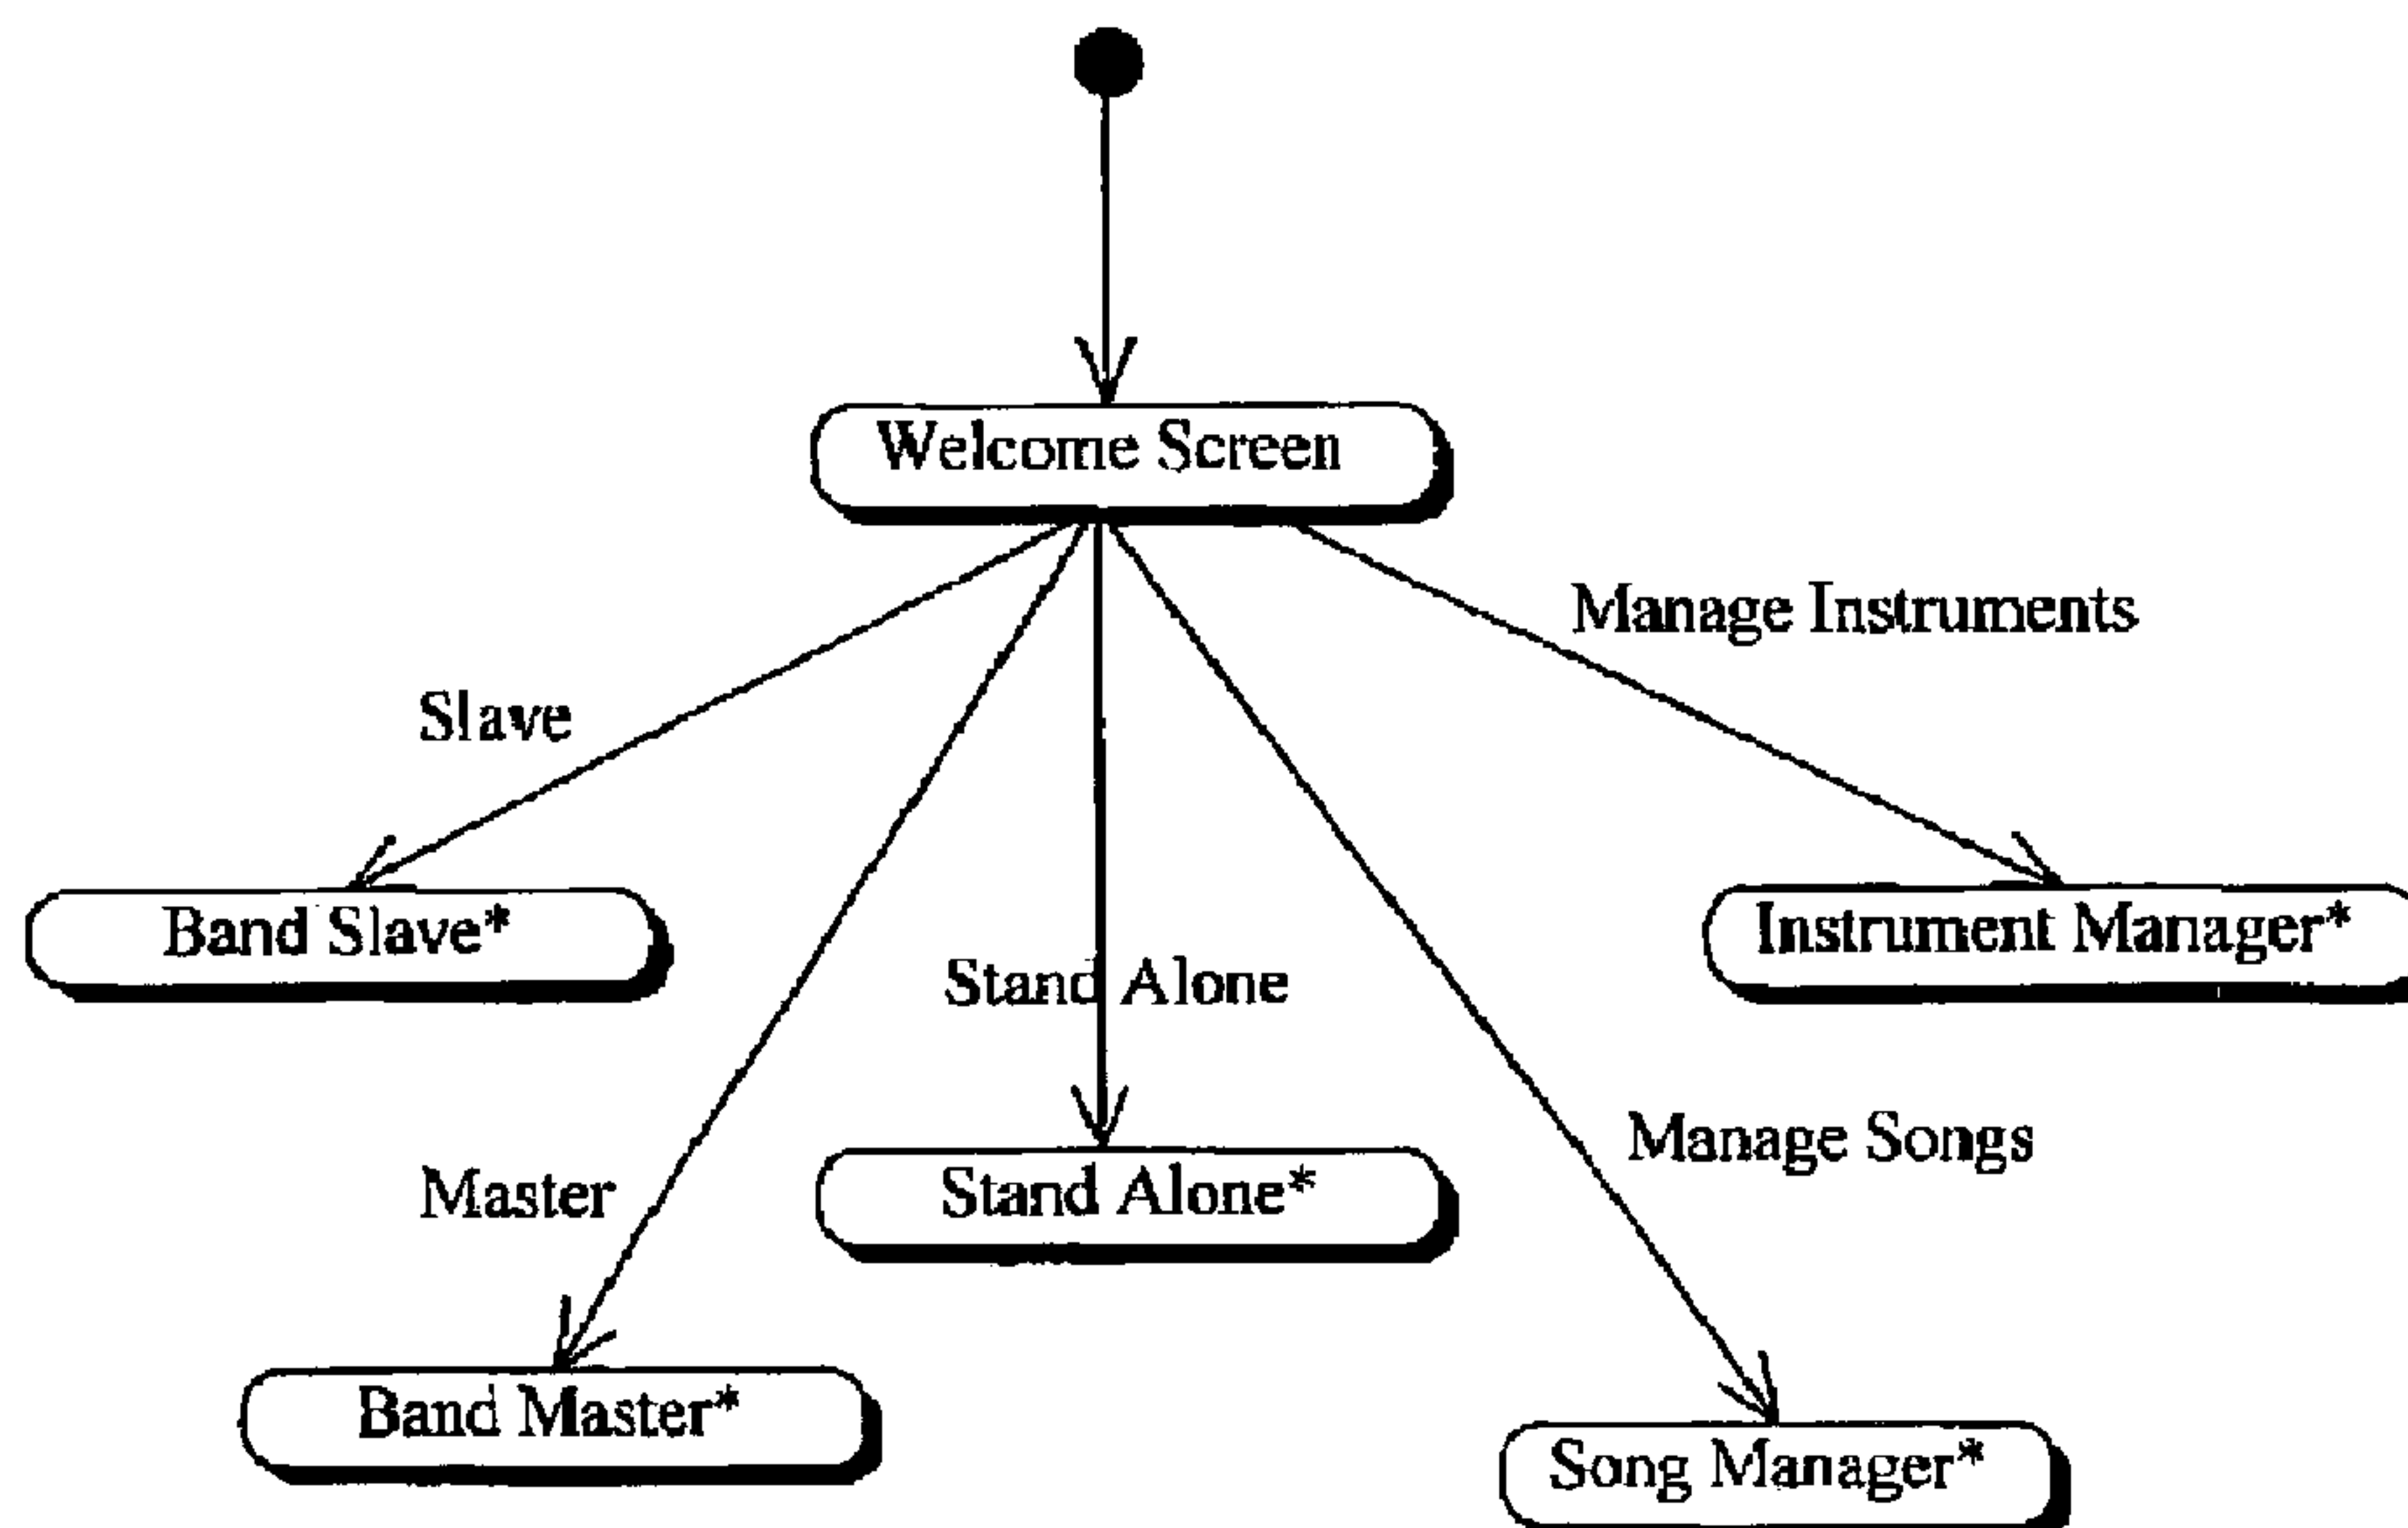 Welcome Screen
Manage Instruments
Slave
Band Slave*
Instrument Manager*
Stand Alone
Manage Songs
Master
Stand Alone*
Band Master*
Song Manager*